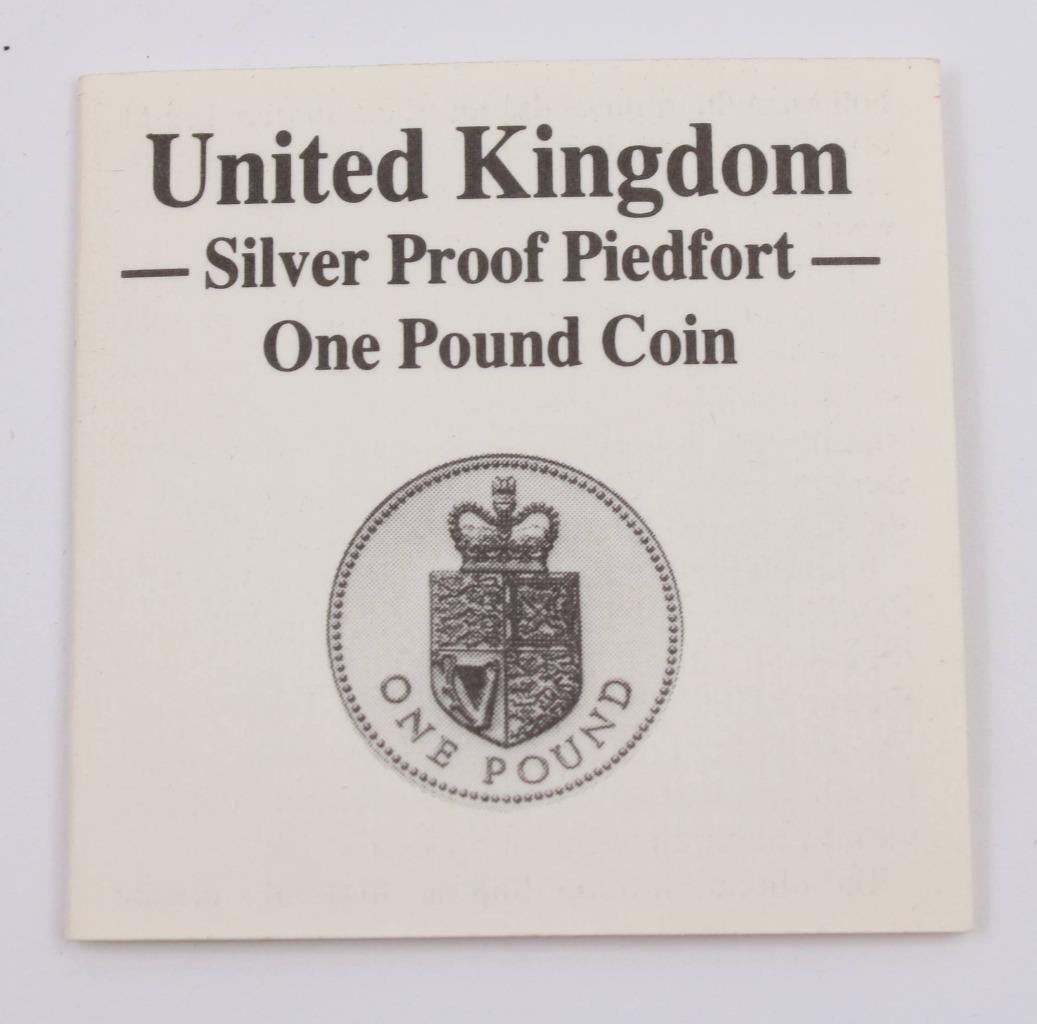 United Kingdom
— Silver Proof Piedfort —
One Pound Coin
ONE POUND